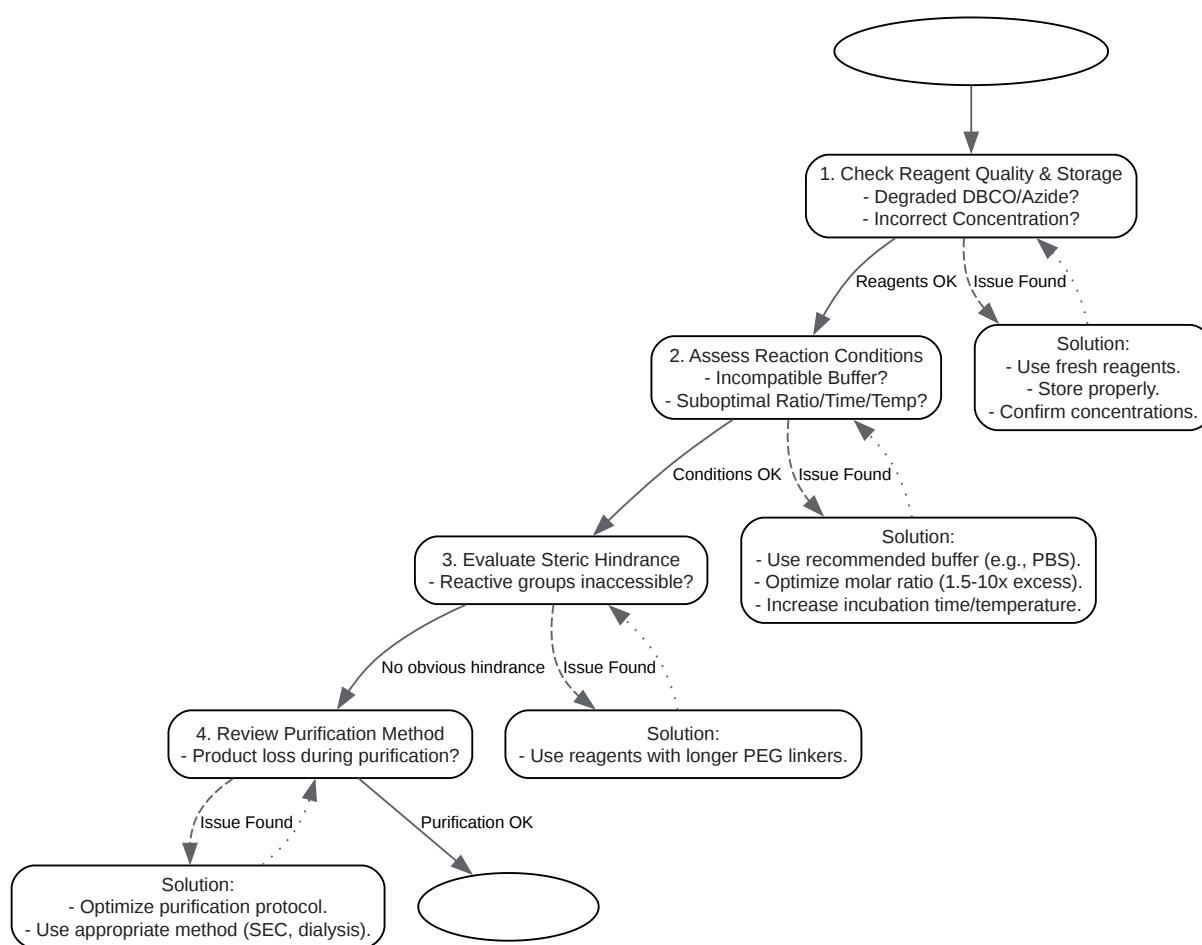 1. Check Reagent Quality & Storage
- Degraded DBCO/Azide?
- Incorrect Concentration?
Reagents OK
Issue Found
Solution:
- Use fresh reagents.
- Store properly.
- Confirm concentrations.
2. Assess Reaction Conditions
- Incompatible Buffer?
- Suboptimal Ratio/Time/Temp?
Conditions OK
Issue Found
Solution:
- Use recommended buffer (e.g., PBS).
- Optimize molar ratio (1.5-10x excess).
- Increase incubation time/temperature.
3. Evaluate Steric Hindrance
- Reactive groups inaccessible?
No obvious hindrance
Issue Found
Solution:
- Use reagents with longer PEG linkers.
4. Review Purification Method
- Product loss during purification?
Issue Found
Purification OK
Solution:
- Optimize purification protocol.
- Use appropriate method (SEC, dialysis).